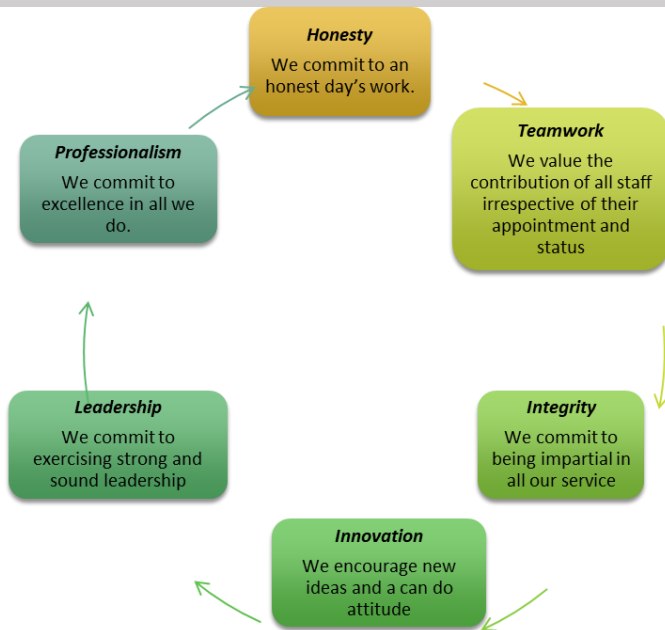 Honesty
We commit to an
honest day’s work.
Teamwork
We value the
contribution of all staff
irrespective of their
appointment and
status
Integrity
We commit to
being impartial in
all our service
Innovation
We encourage new
ideas and a can do
attitude
Leadership
We commit to
exercising strong and
sound leadership
Professionalism
We commit to
excellence in all we
do.